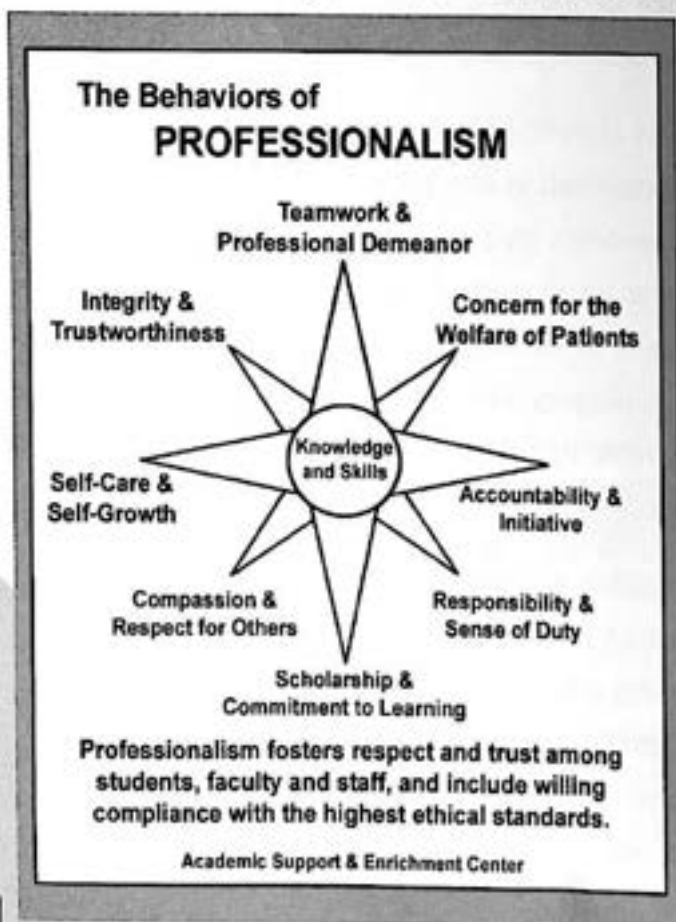 The Behaviors of
PROFESSIONALISM
Teamwork &
Professional Demeanor
Integrity &
Trustworthiness
Concern for the
Welfare of Patients
Knowledge
and Skills
Self-Care &
Self-Growth
Accountability &
Initiative
Compassion &
Respect for Others
Responsibility &
Sense of Duty
Scholarship &
Commitment to Learning
Professionalism fosters respect and trust among
students, faculty and staff, and include willing
compliance with the highest ethical standards.
Academic Support & Enrichment Center